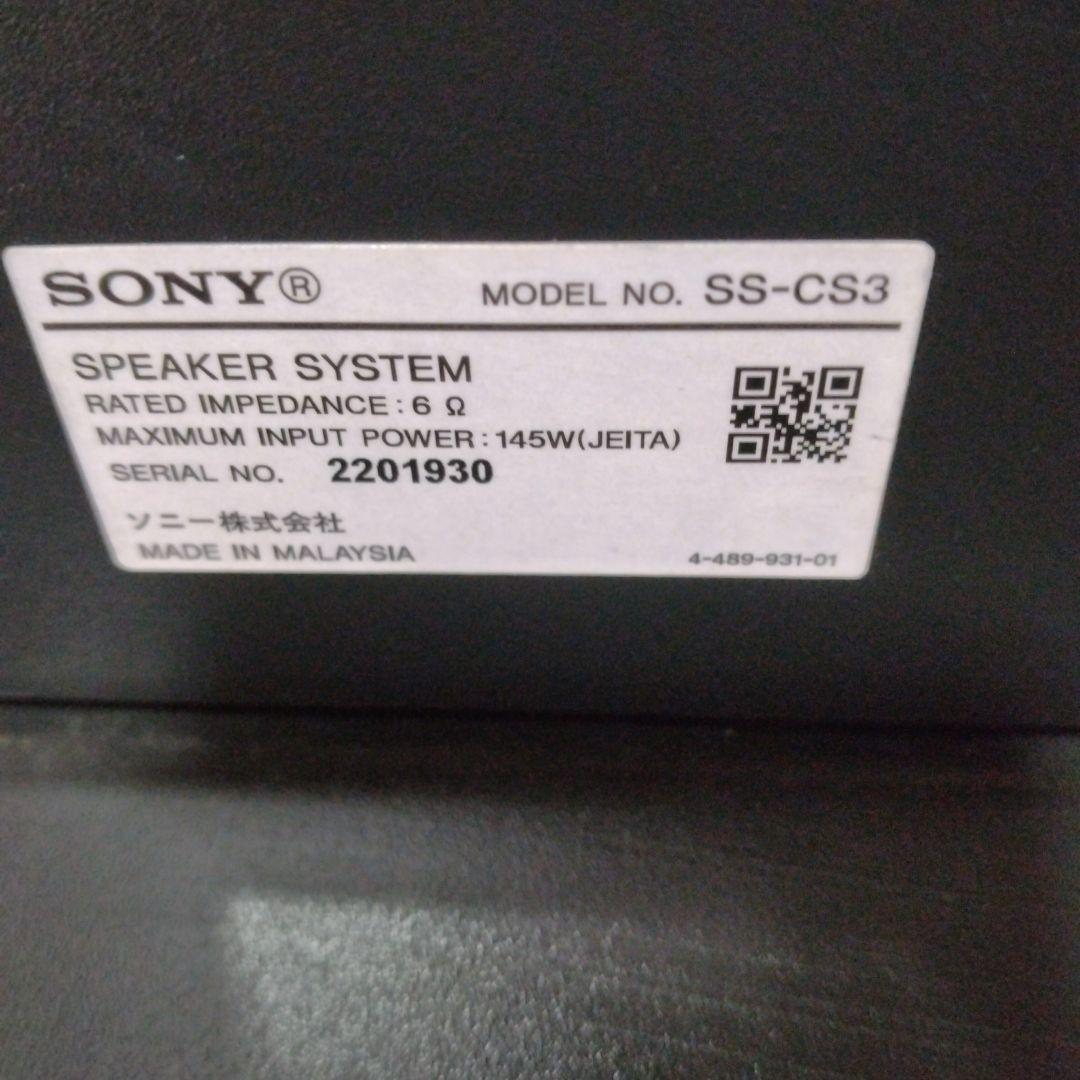 SONY® MODEL NO. SS-CS3
SPEAKER SYSTEM
RATED IMPEDANCE : 6 Ω
MAXIMUM INPUT POWER : 145W(JEITA)
SERIAL NO. 2201930
ソニー株式会社
MADE IN MALAYSIA 4-489-931-01